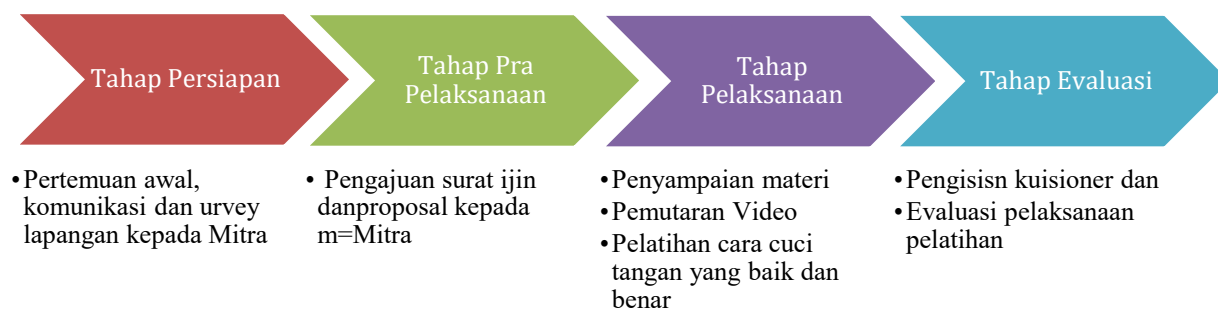 Tahap Persiapan
Tahap Pra
Pelaksanaan
Tahap
Pelaksanaan
Tahap Evaluasi
•Pertemuan awal,
komunikasi dan urvey
lapangan kepada Mitra
• Pengajuan surat ijin
danproposal kepada
m=Mitra
•Penyampaian materi
•Pemutaran Video
•Pelatihan cara cuci
tangan yang baik dan
benar
•Pengisisn kuisioner dan
•Evaluasi pelaksanaan
pelatihan